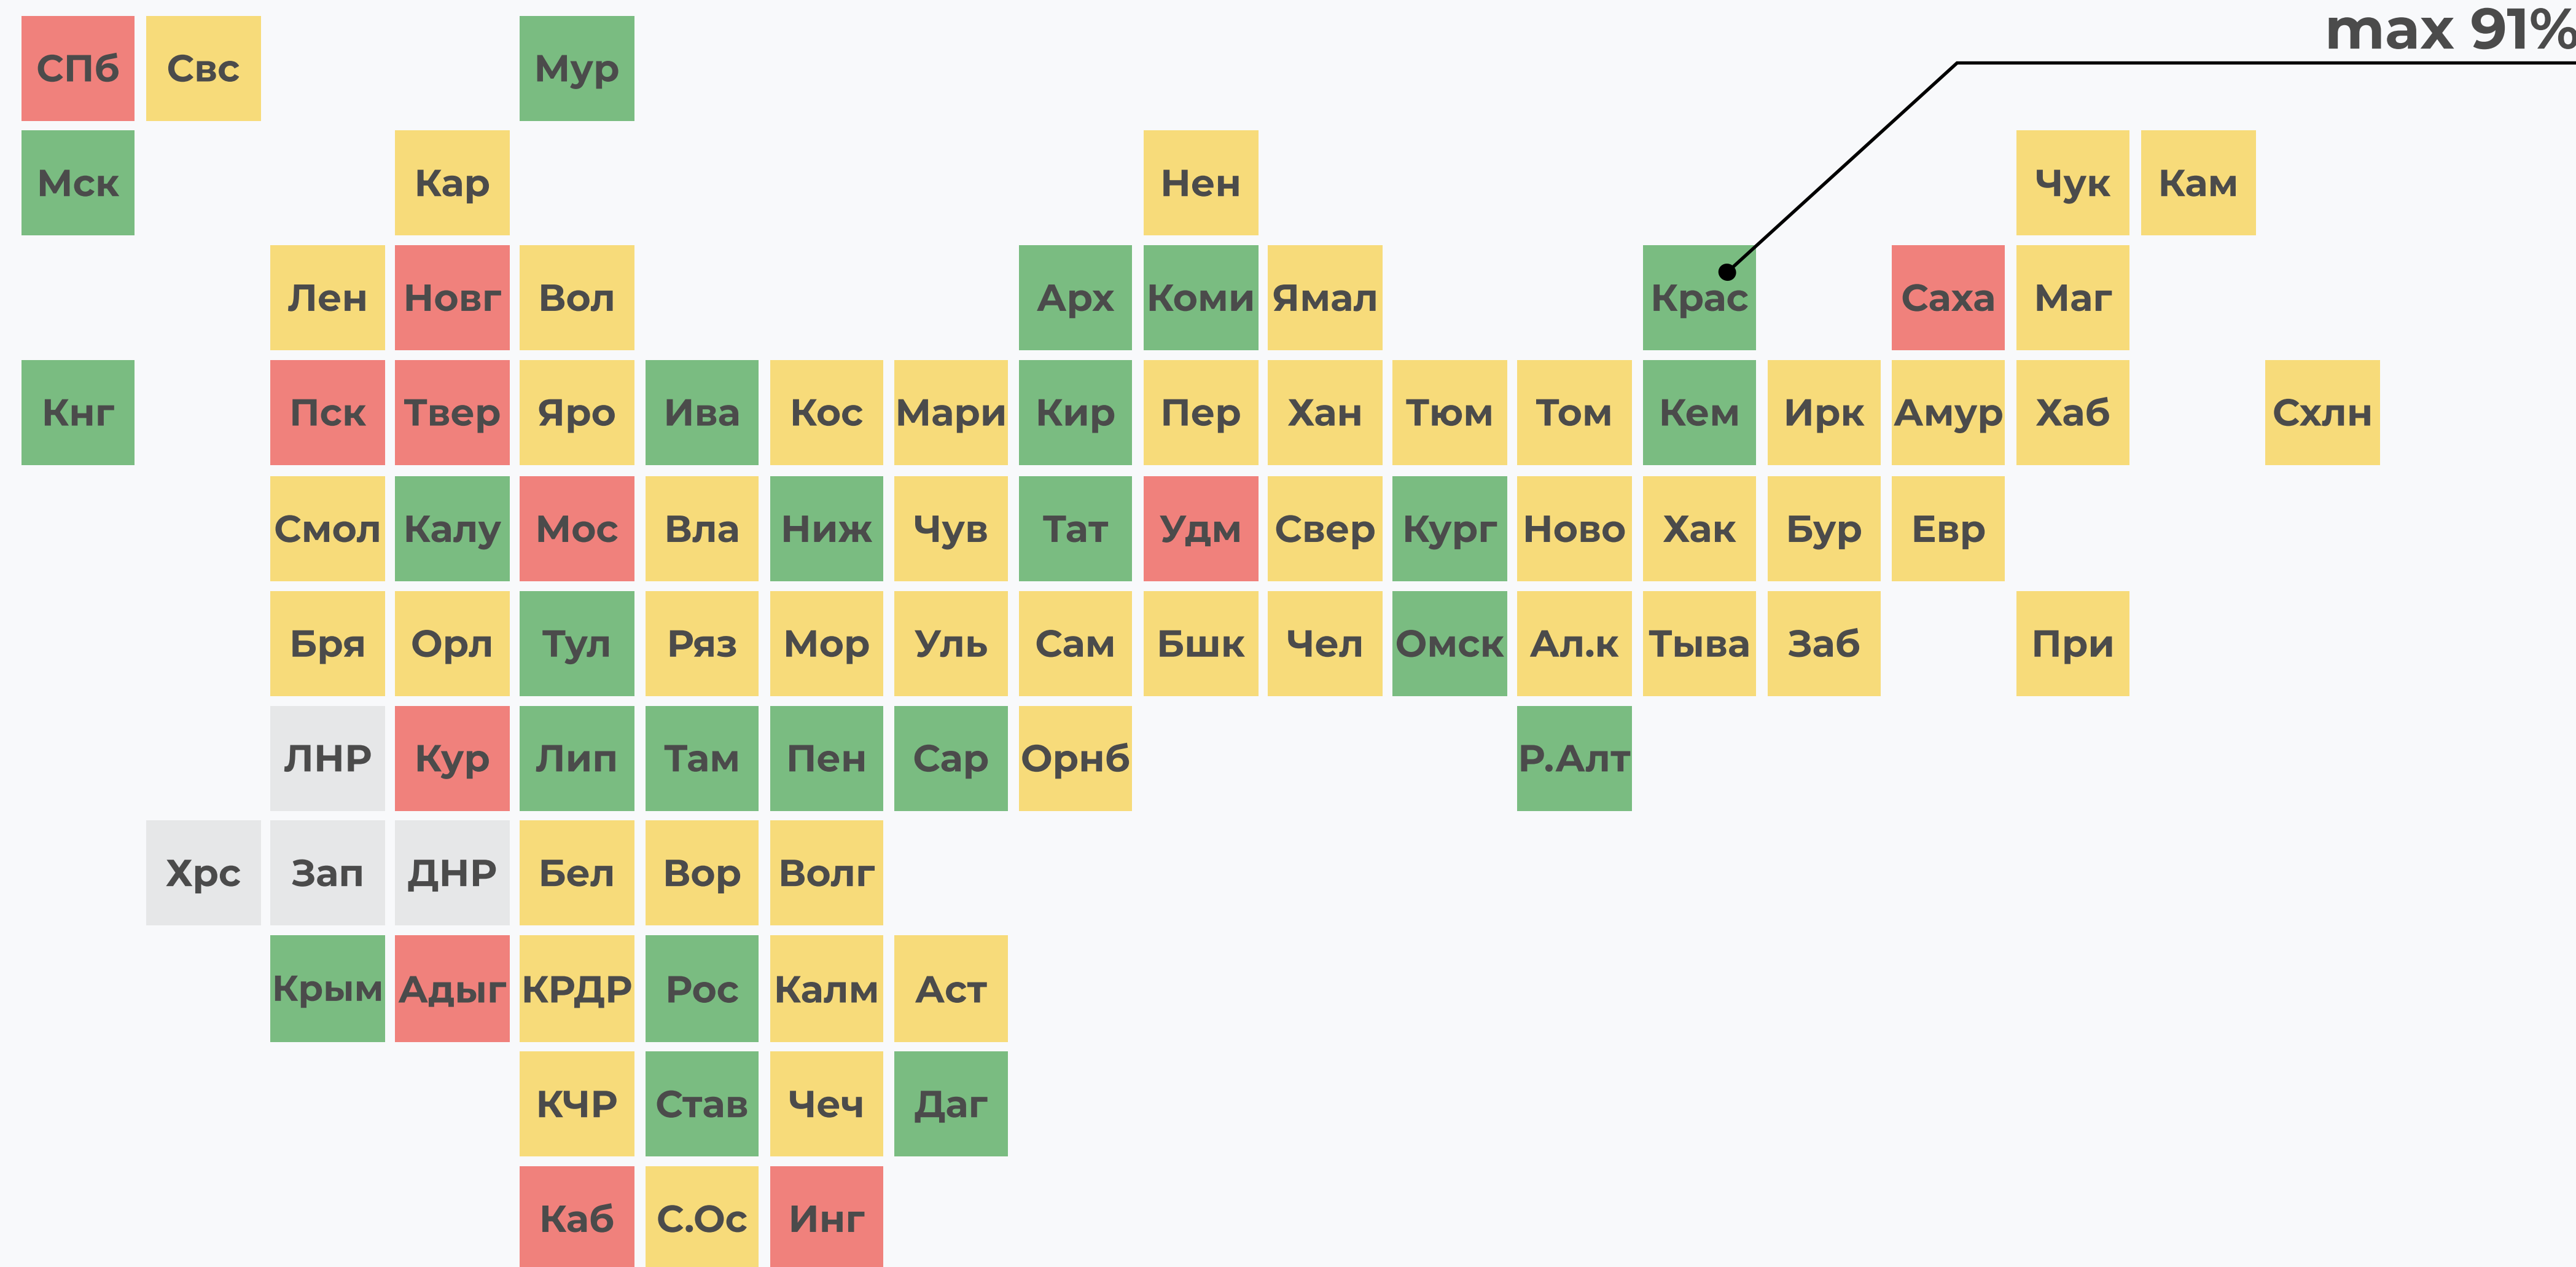 max 91%
СПб Свс Мур
Мск Кар Нен Чук Кам
Лен Новг Вол Арх Коми Ямал Крас Саха Маг
Кнг Пск Твер Яро Ива Кос Мари Кир Пер Хан Тюм Том Кем Ирк Амур Хаб Схлн
Смол Калу Мос Вла Ниж Чув Тат Удм Свер Кург Ново Хак Бур Евр
Бря Орл Тул Ряз Мор Уль Сам Бшк Чел Омск Ал.к Тыва Заб При
ЛНР Кур Лип Там Пен Сар Орнб Р.Алт
Хрс Зап ДНР Бел Вор Волг
Крым Адыг КРДР Рос Калм Аст
КЧР Став Чеч Даг
Каб С.Ос Инг